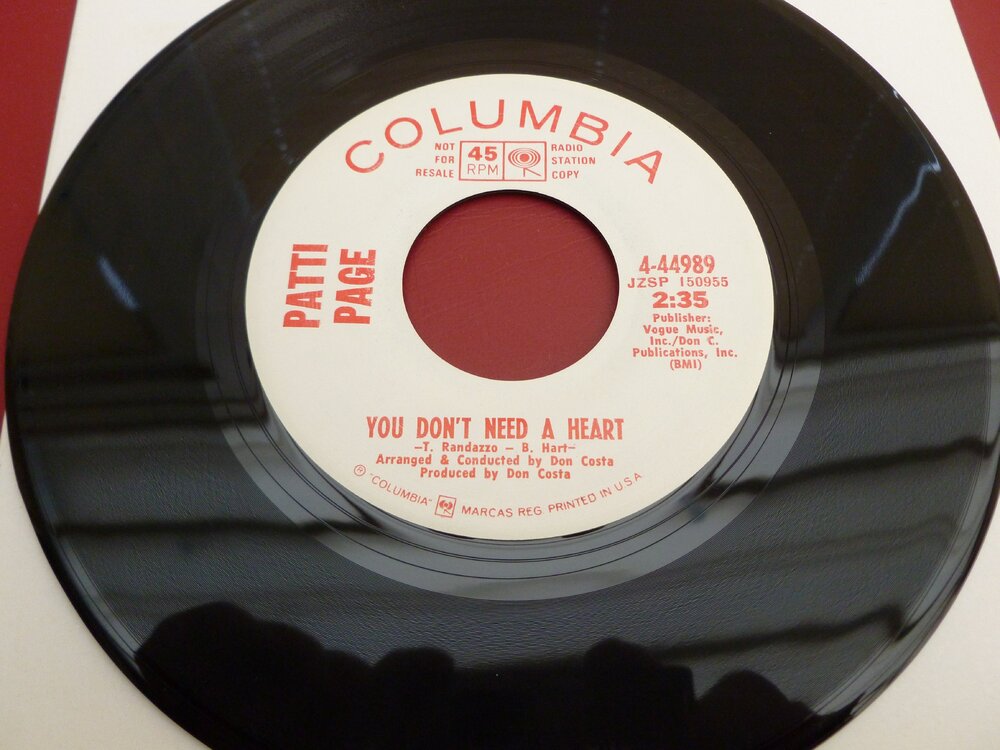 COLUMBIA
NOT
FOR
RESALE
45
RPM
RADIO
STATION
COPY
PATTI
PAGE
4-44989
JZSP 150955
2:35
Publisher:
Vogue Music,
Inc./Don C.
Publications, Inc.
(BMI)
YOU DON'T NEED A HEART
—T. Randazzo — B. Hart—
Arranged & Conducted by Don Costa
Produced by Don Costa
"COLUMBIA" MARCAS REG. PRINTED IN U S A